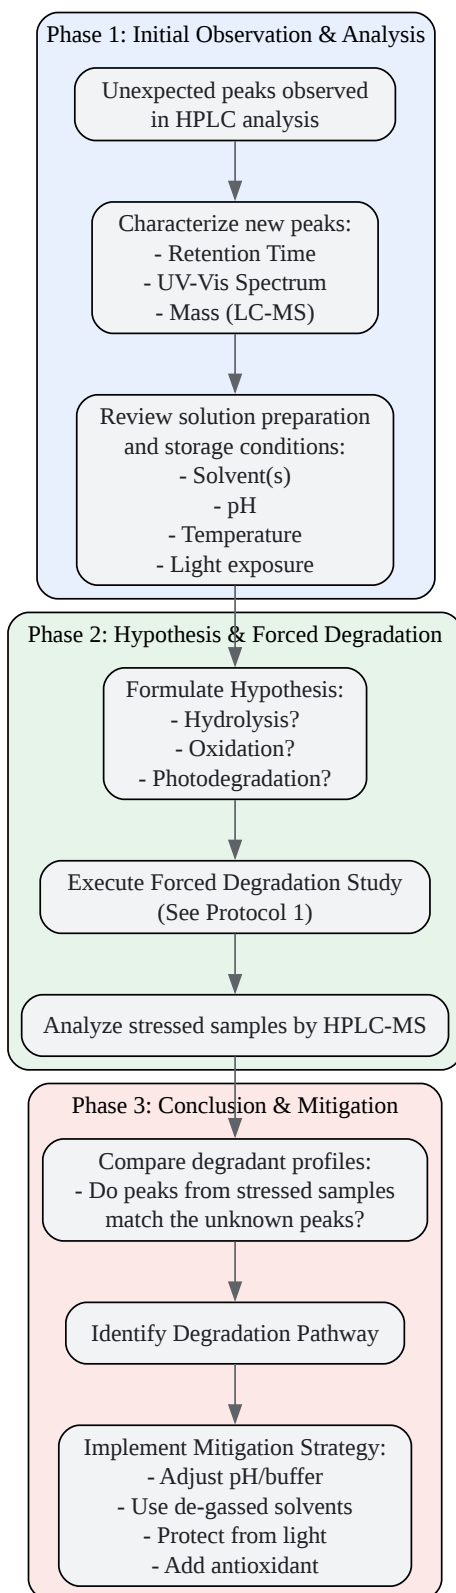 Phase 1: Initial Observation & Analysis
Unexpected peaks observed
in HPLC analysis
Characterize new peaks:
- Retention Time
- UV-Vis Spectrum
- Mass (LC-MS)
Review solution preparation
and storage conditions:
- Solvent(s)
- pH
- Temperature
- Light exposure
Phase 2: Hypothesis & Forced Degradation
Formulate Hypothesis:
- Hydrolysis?
- Oxidation?
- Photodegradation?
Execute Forced Degradation Study
(See Protocol 1)
Analyze stressed samples by HPLC-MS
Phase 3: Conclusion & Mitigation
Compare degradant profiles:
- Do peaks from stressed samples
match the unknown peaks?
Identify Degradation Pathway
Implement Mitigation Strategy:
- Adjust pH/buffer
- Use de-gassed solvents
- Protect from light
- Add antioxidant